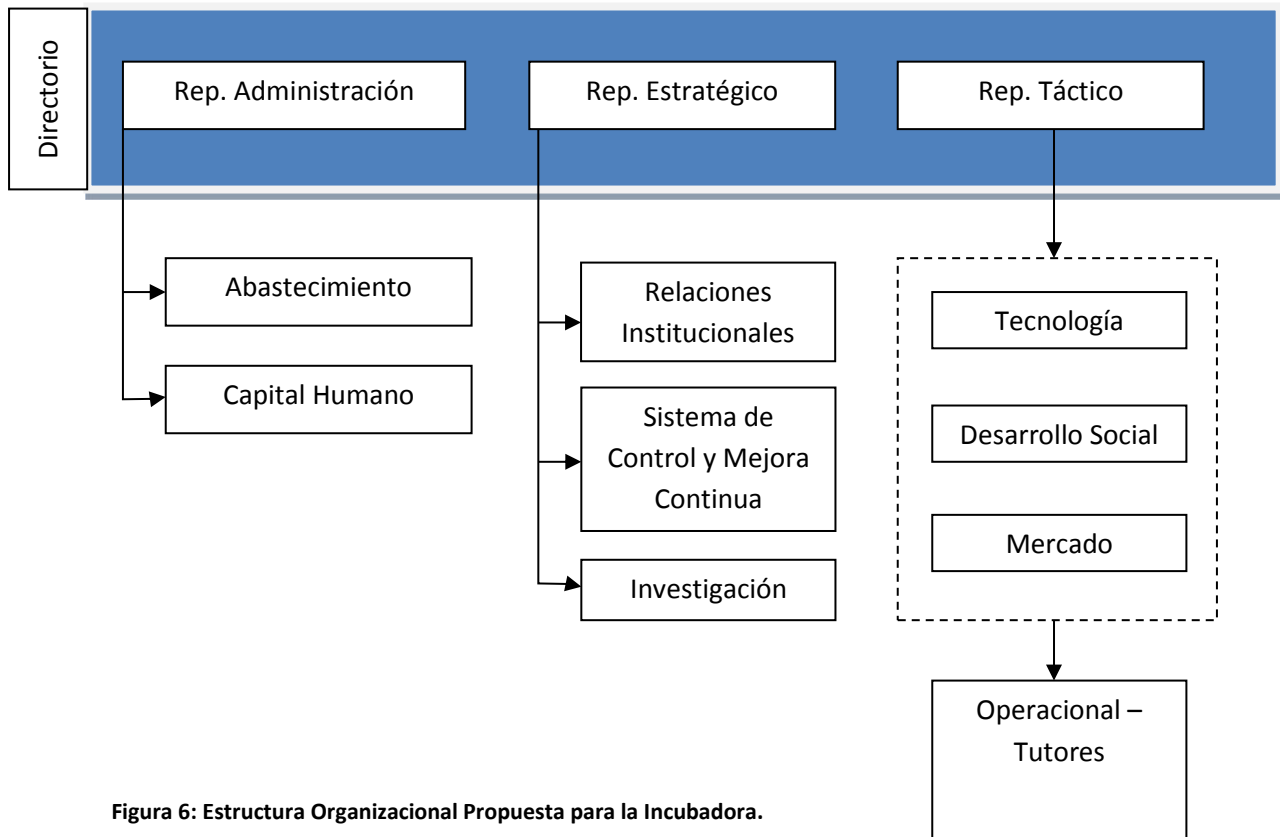 Directorio
Rep. Administración
Rep. Estratégico
Rep. Táctico
Abastecimiento
Capital Humano
Relaciones
Institucionales
Sistema de
Control y Mejora
Continua
Investigación
Tecnología
Desarrollo Social
Mercado
Operacional –
Tutores
Figura 6: Estructura Organizacional Propuesta para la Incubadora.